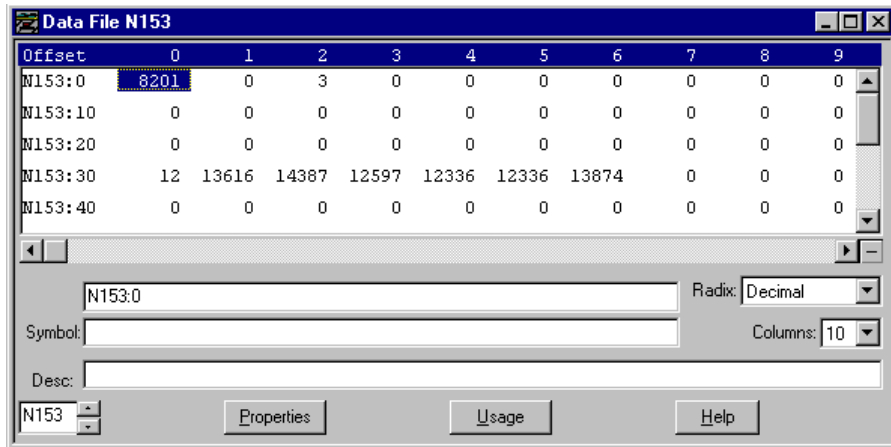 Data File N153
Offset 0 1 2 3 4 5 6 7 8 9
N153:0 8201 0 3 0 0 0 0 0 0 0
N153:10 0 0 0 0 0 0 0 0 0 0
N153:20 0 0 0 0 0 0 0 0 0 0
N153:30 12 13616 14387 12597 12336 12336 13874 0 0 0
N153:40 0 0 0 0 0 0 0 0 0 0
N153:0 Radix: Decimal
Symbol: Columns: 10
Desc:
N153 Properties Usage Help